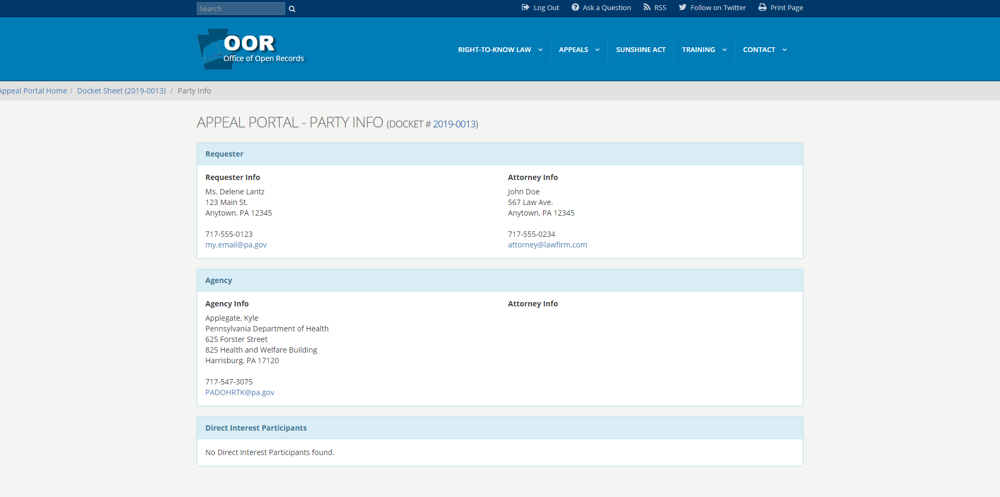 Search
Log Out
Ask a Question
RSS
Follow on Twitter
Print Page
OOR
Office of Open Records
RIGHT-TO-KNOW LAW
APPEALS
SUNSHINE ACT
TRAINING
CONTACT
Appeal Portal Home / Docket Sheet (2019-0013) / Party Info
APPEAL PORTAL - PARTY INFO (DOCKET # 2019-0013)
Requester
Requester Info
Ms. Delene Lantz
123 Main St.
Anytown, PA 12345
717-555-0123
my.email@pa.gov
Attorney Info
John Doe
567 Law Ave.
Anytown, PA 12345
717-555-0234
attorney@lawfirm.com
Agency
Agency Info
Applegate, Kyle
Pennsylvania Department of Health
625 Forster Street
825 Health and Welfare Building
Harrisburg, PA 17120
717-547-3075
PADOHRTK@pa.gov
Attorney Info
Direct Interest Participants
No Direct Interest Participants found.